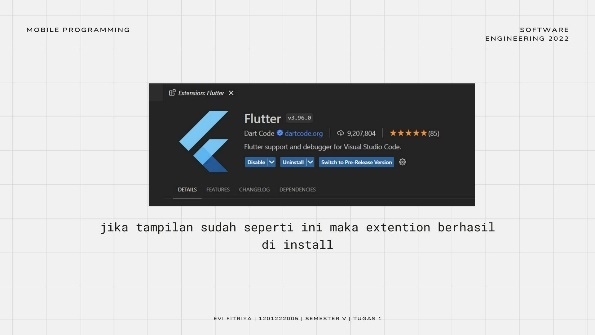 MOBILE PROGRAMMING
SOFTWARE
ENGINEERING 2022
Extension: Flutter
Flutter v3.96.0
Dart Code dartcode.org 9,207,804 (85)
Flutter support and debugger for Visual Studio Code.
Disable Uninstall Switch to Pre-Release Version
DETAILS FEATURES CHANGELOG DEPENDENCIES
jika tampilan sudah seperti ini maka extention berhasil
di install
EVI FITRIYA | 1201222005 | SEMESTER V | TUGAS 1